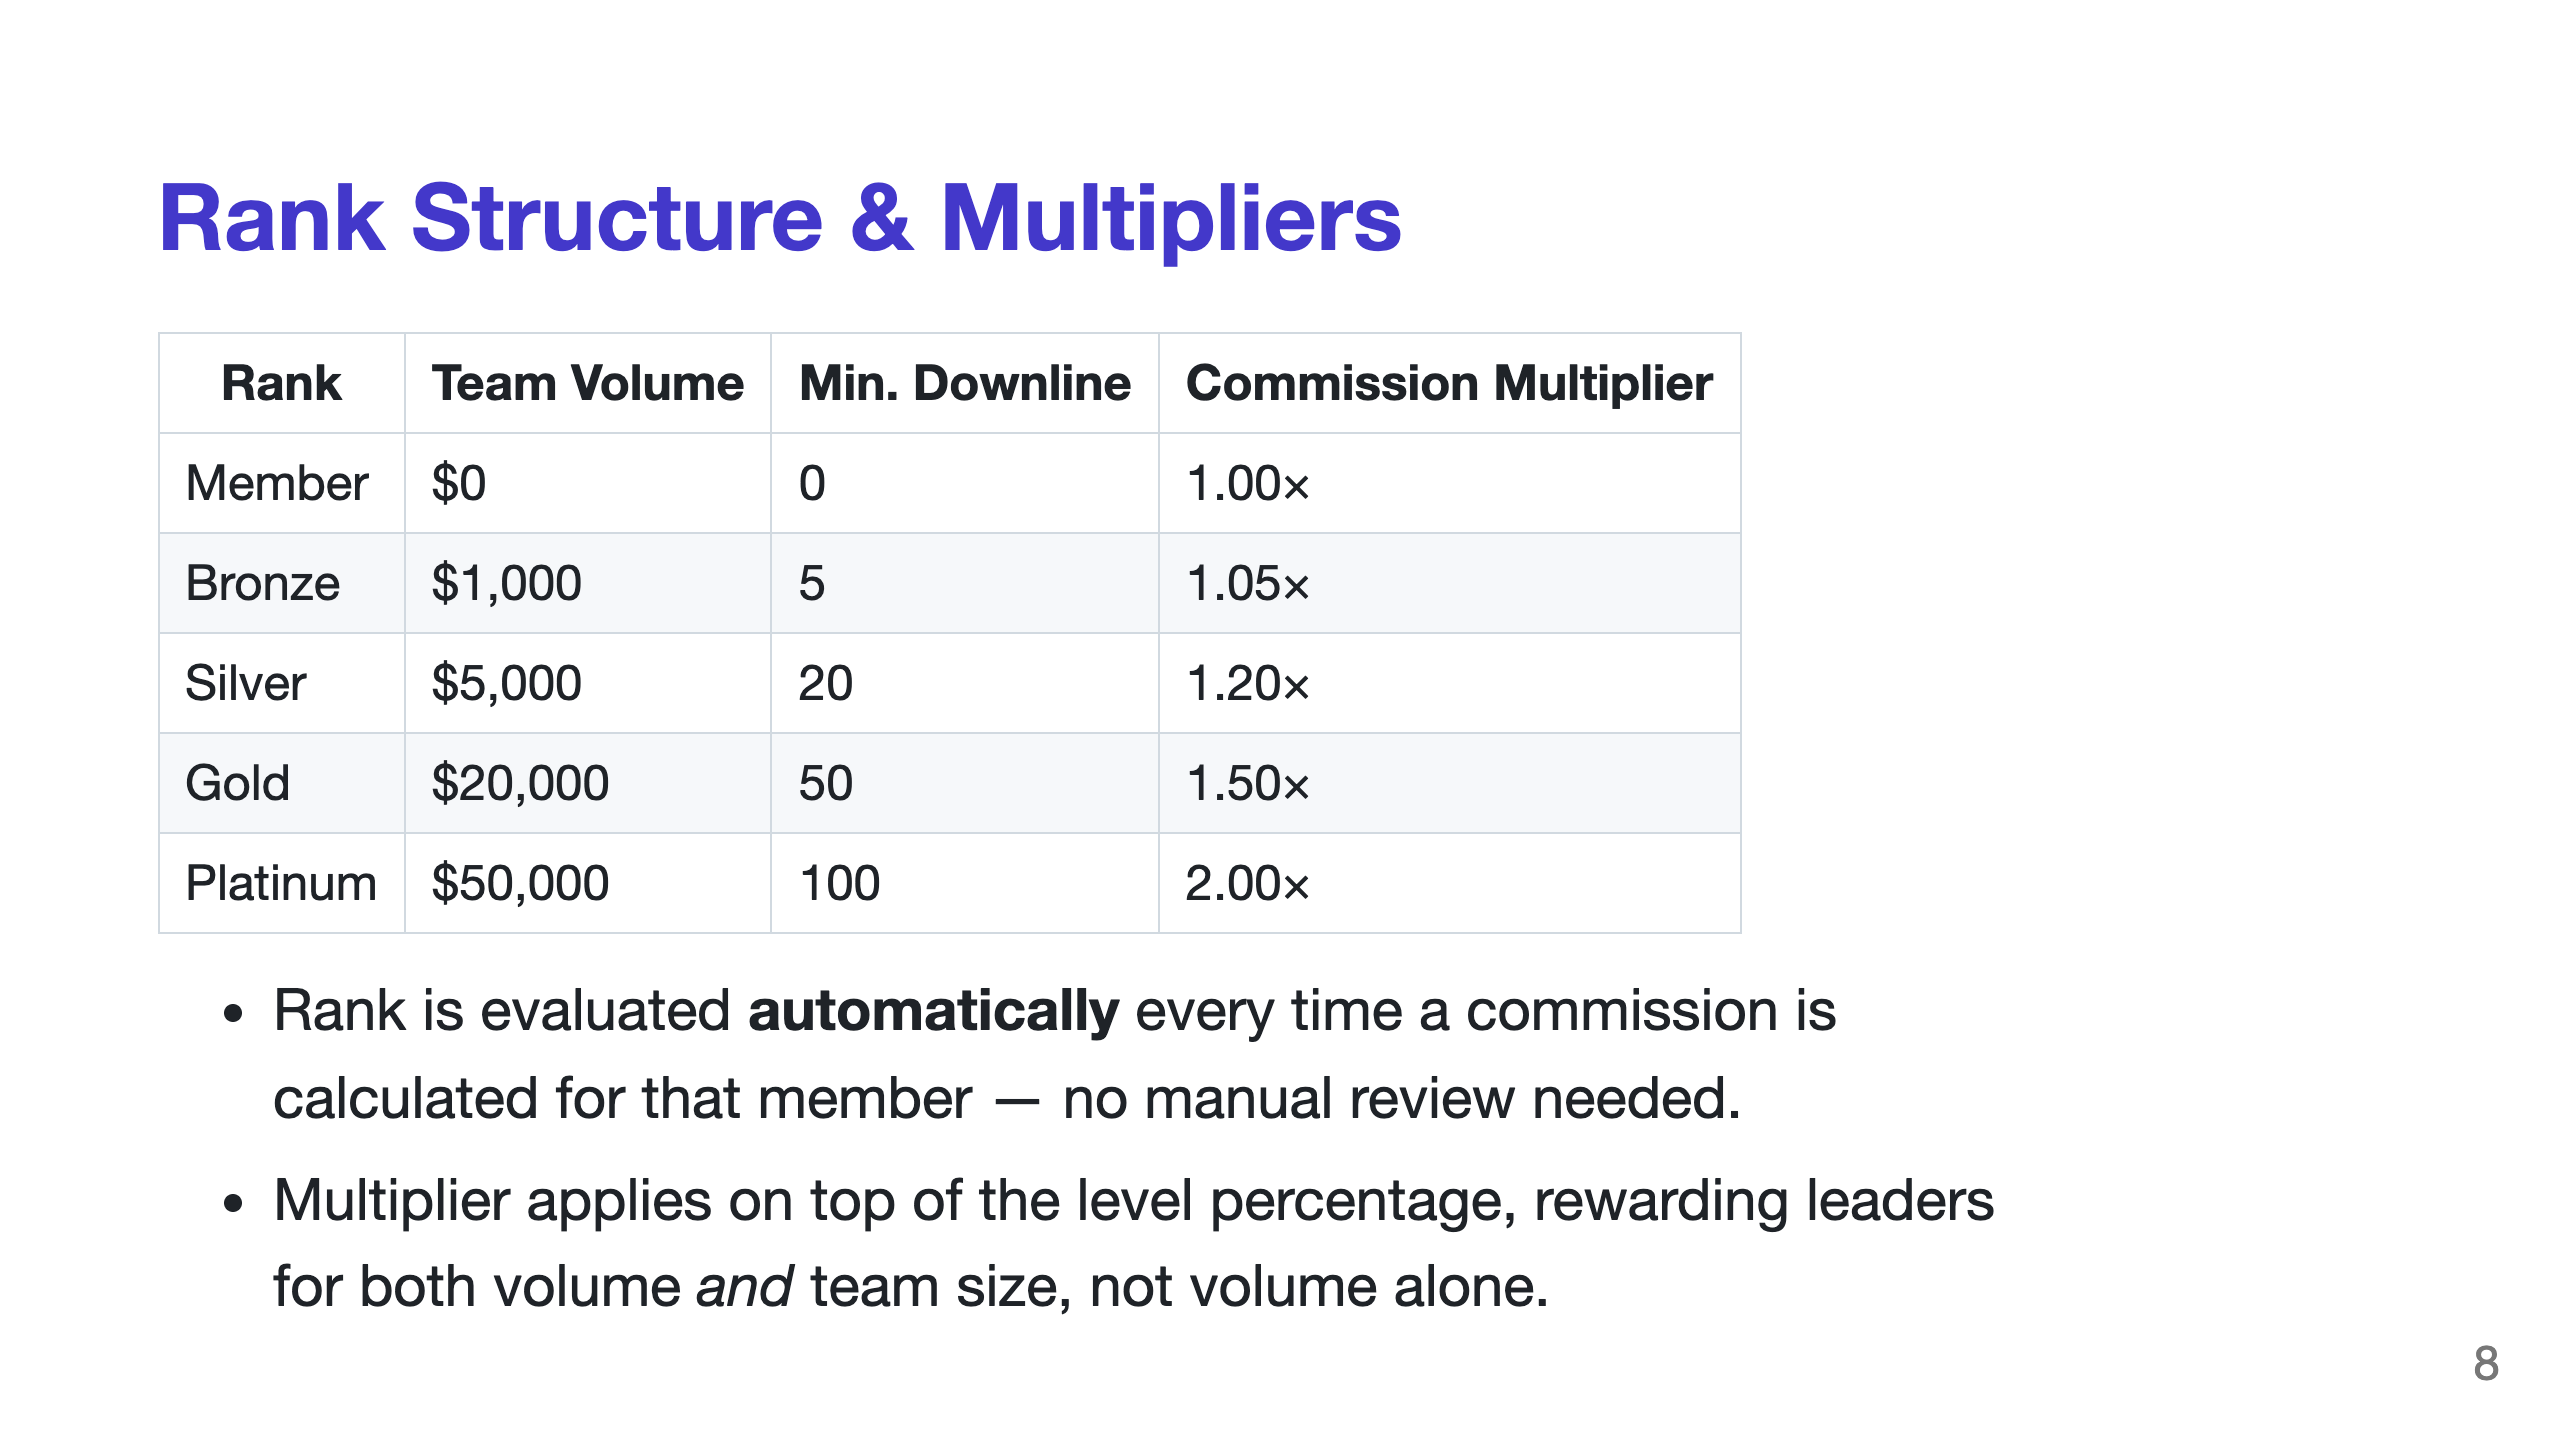 Rank Structure & Multipliers
Rank Team Volume Min. Downline Commission Multiplier
Member $0 0 1.00×
Bronze $1,000 5 1.05×
Silver $5,000 20 1.20×
Gold $20,000 50 1.50×
Platinum $50,000 100 2.00×
• Rank is evaluated automatically every time a commission is
calculated for that member — no manual review needed.
• Multiplier applies on top of the level percentage, rewarding leaders
for both volume and team size, not volume alone.
8